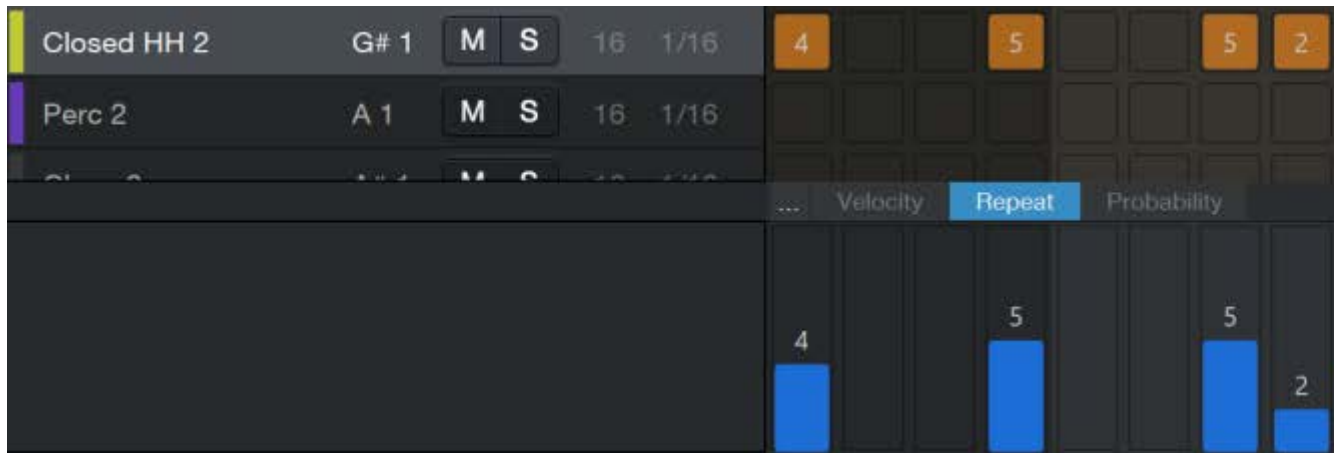 Closed HH 2 G# 1 M S 16 1/16 4 5 5 2
Perc 2 A 1 M S 16 1/16
M S
... Velocity Repeat Probability
5 5
4
2